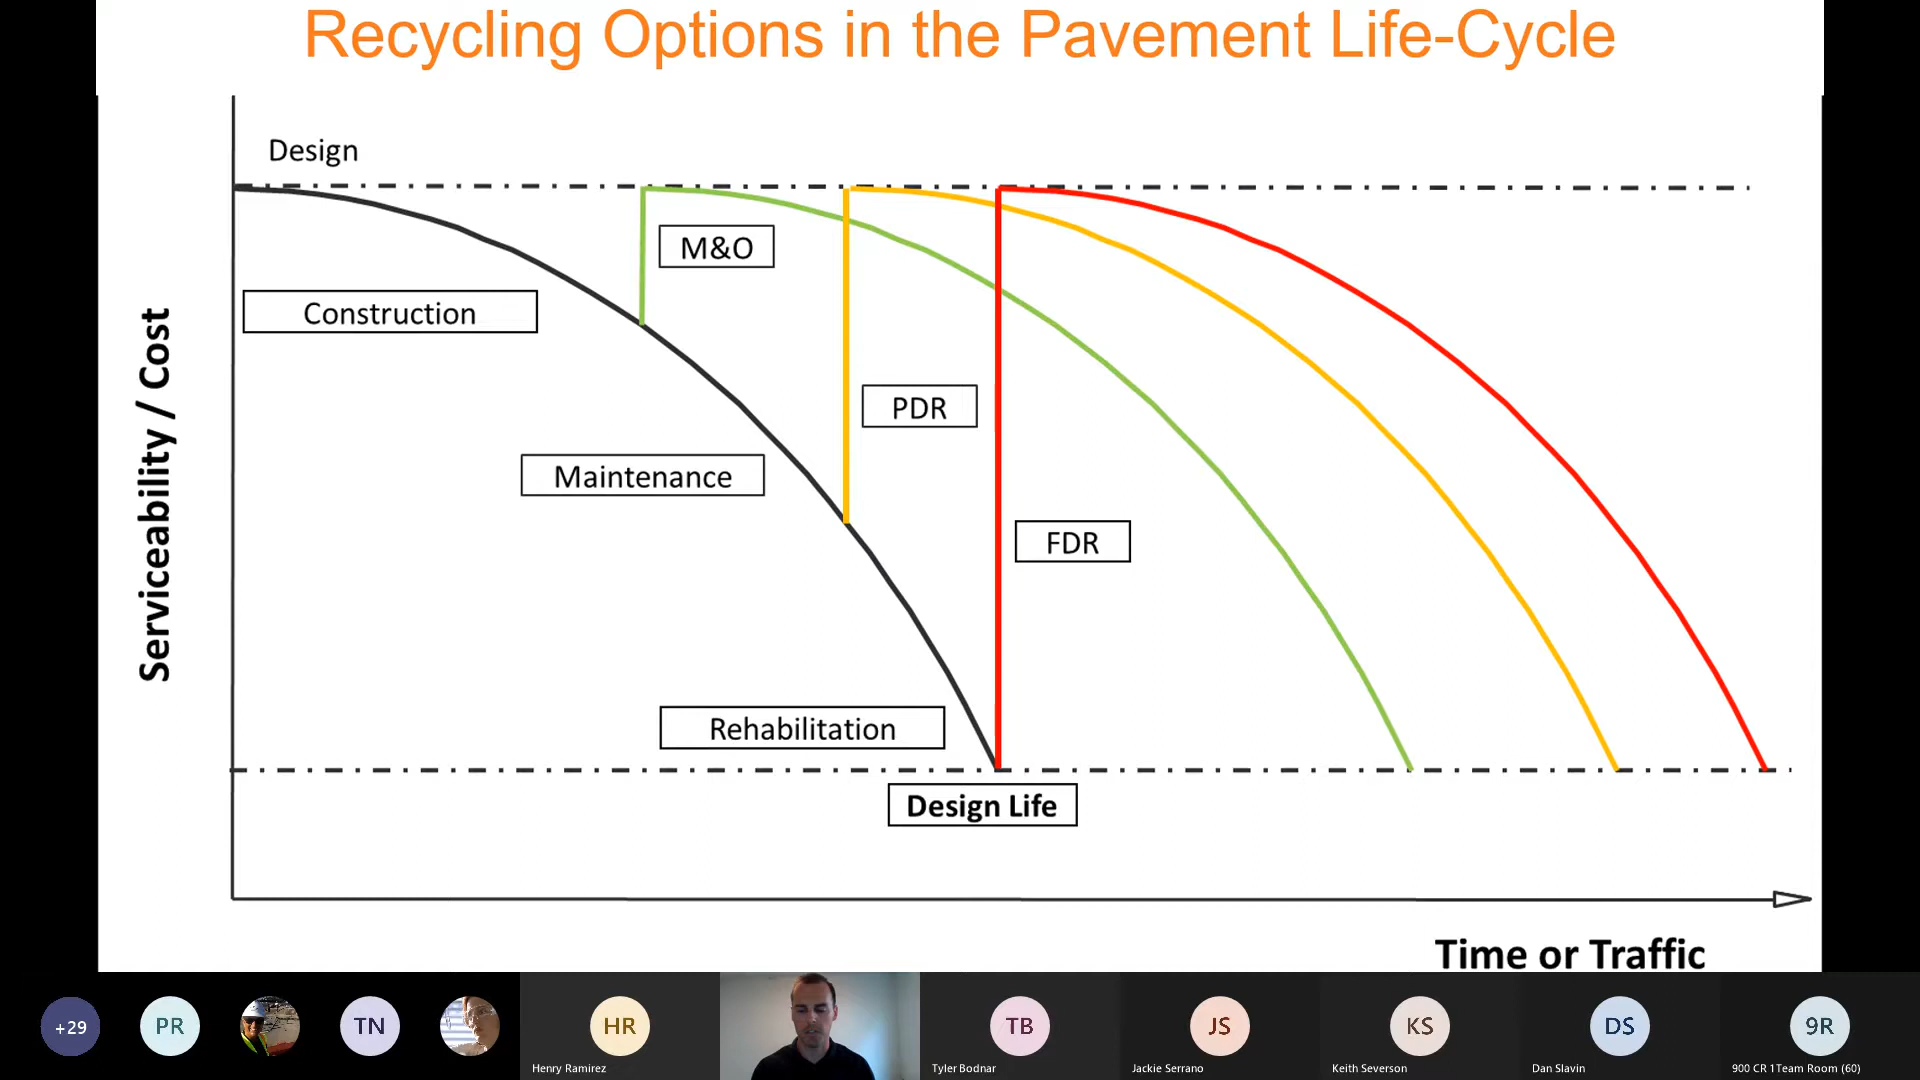 Recycling Options in the Pavement Life-Cycle
Design
M&O
Construction
Serviceability / Cost
PDR
Maintenance
FDR
Rehabilitation
Design Life
Time or Traffic
+29
PR
TN
HR
TB
JS
KS
DS
9R
Henry Ramirez
Tyler Bodnar
Jackie Serrano
Keith Severson
Dan Slavin
900 CR 1Team Room (60)